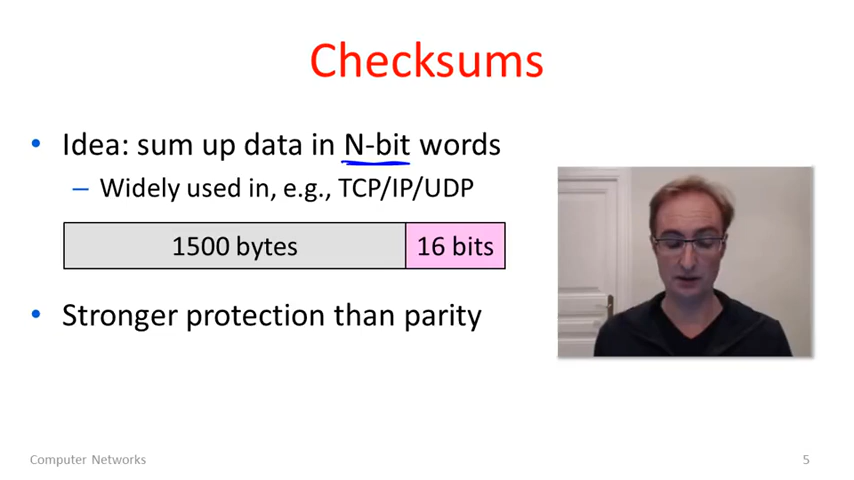 Checksums
• Idea: sum up data in N-bit words
– Widely used in, e.g., TCP/IP/UDP
1500 bytes 16 bits
• Stronger protection than parity
Computer Networks 5